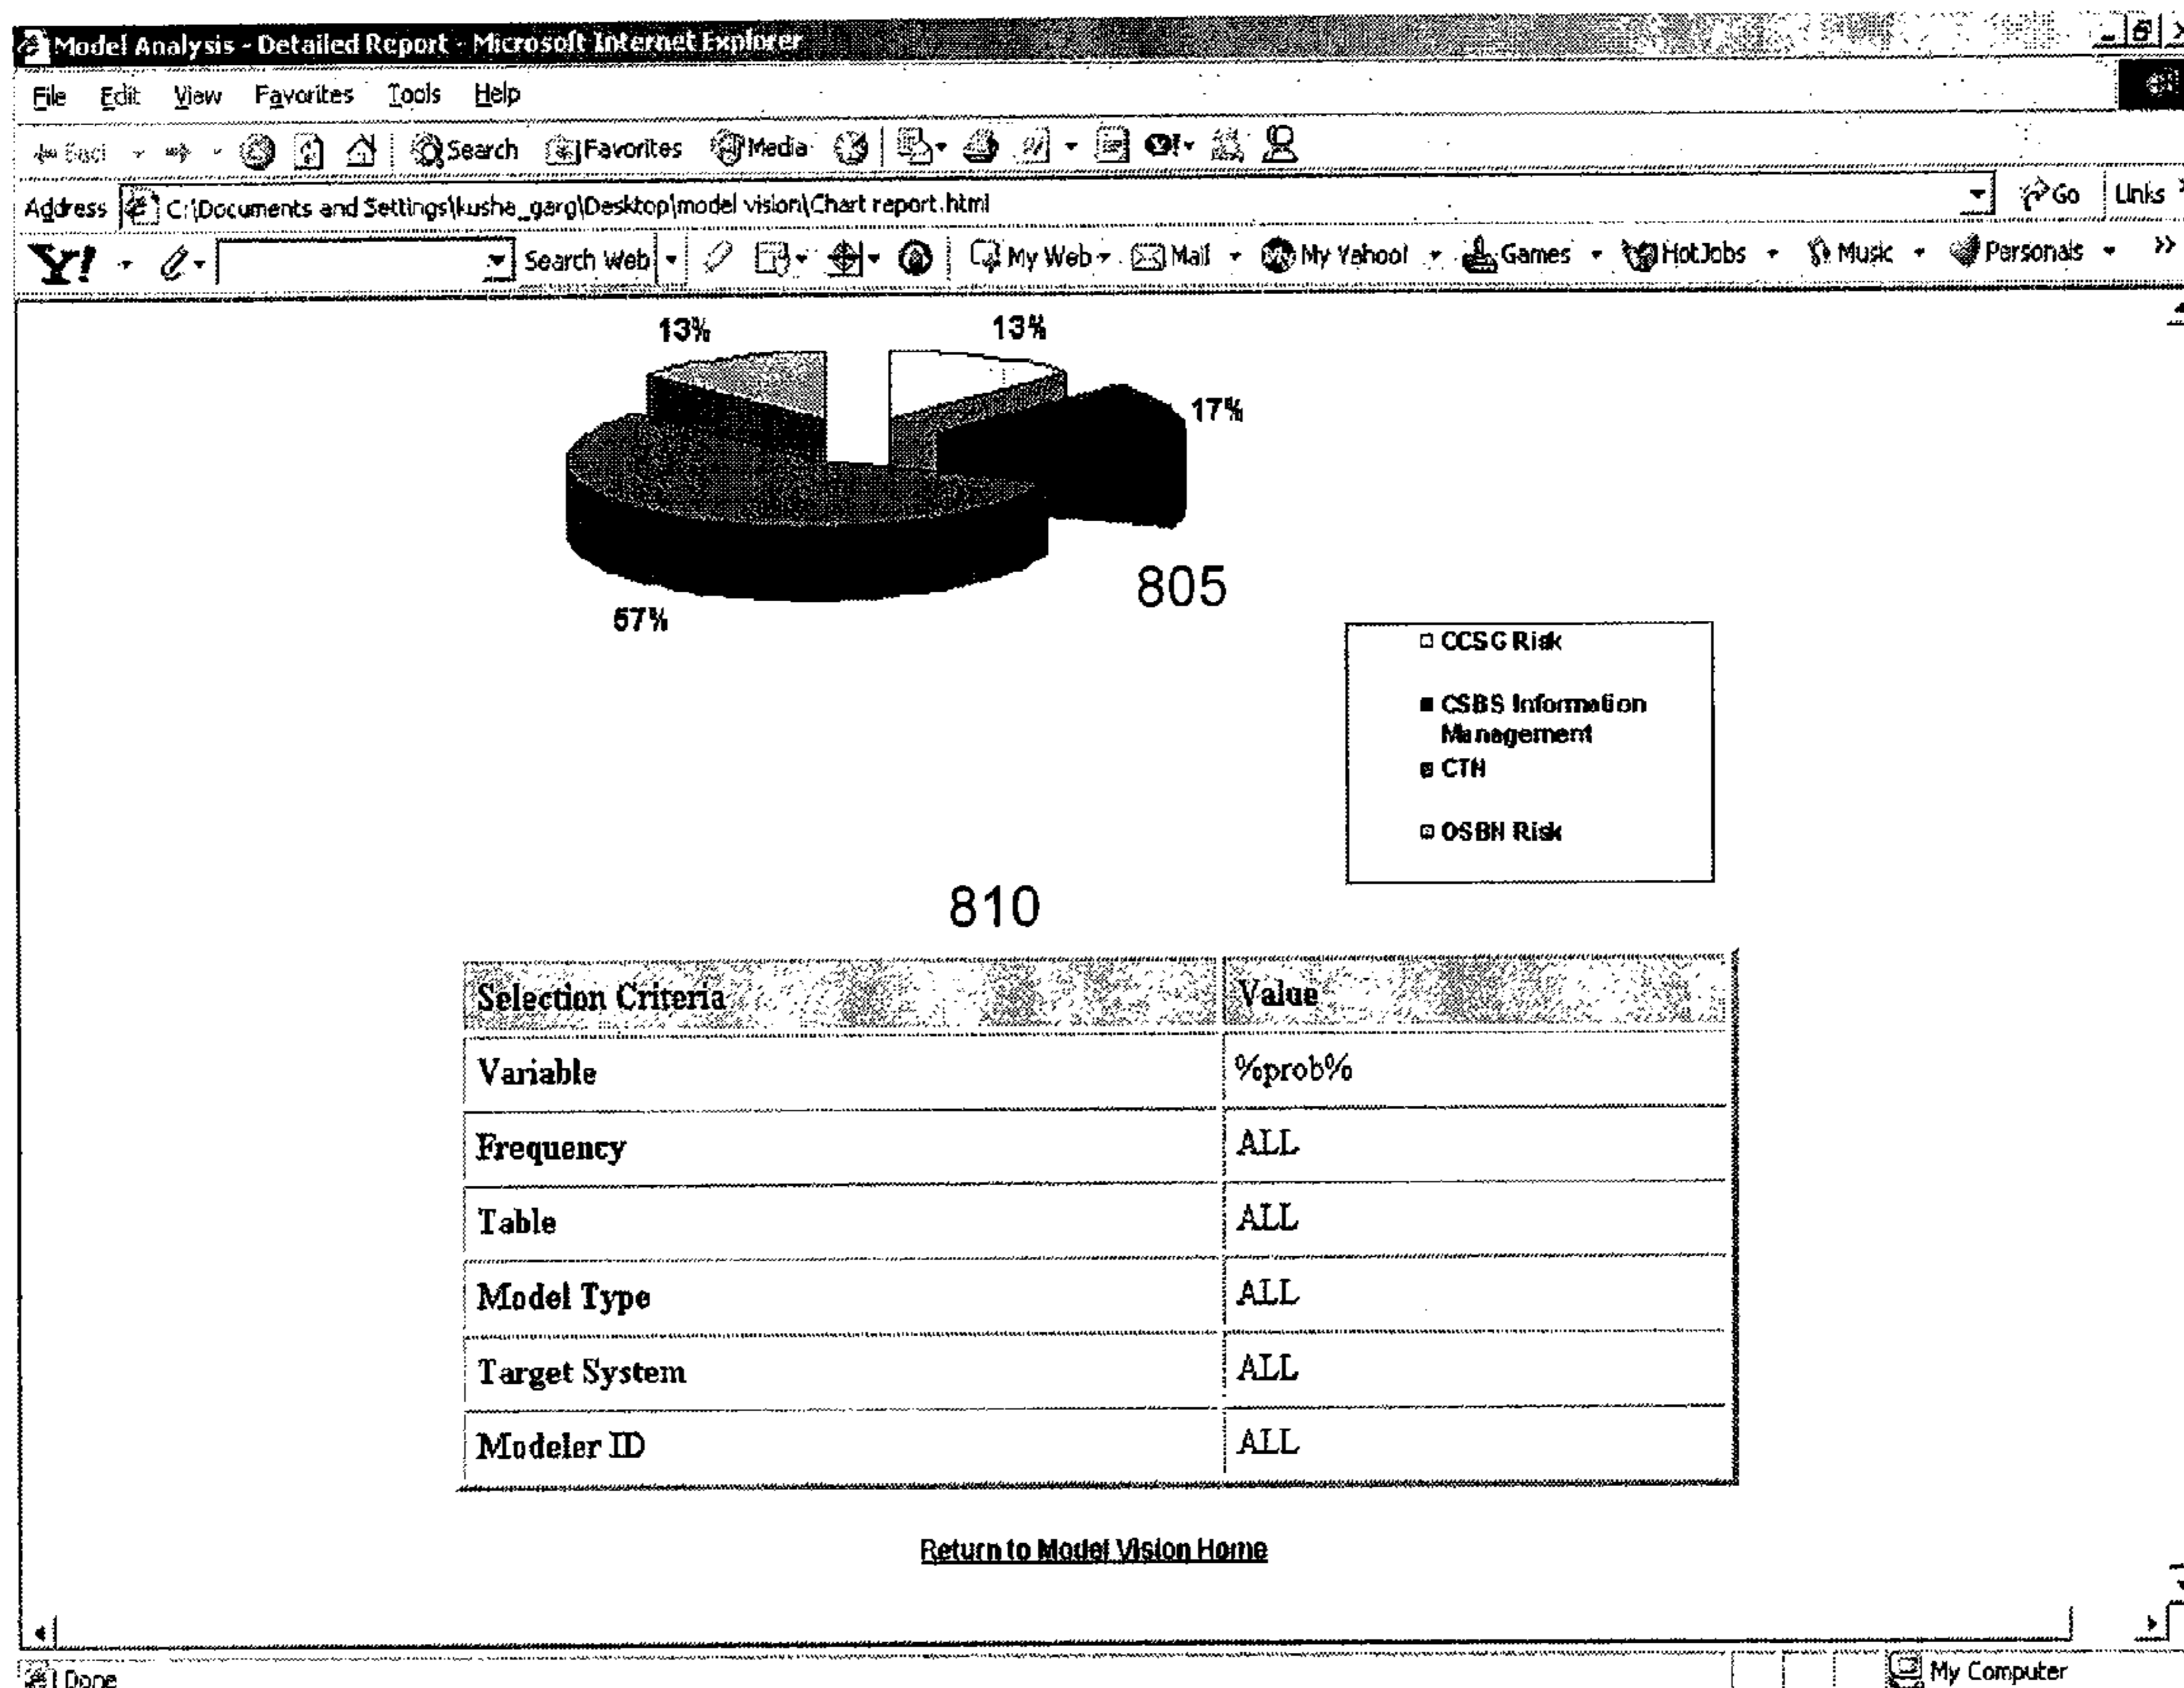 Model Analysis - Detailed Report - Microsoft Internet Explorer
File Edit View Favorites Tools Help
Back Search Favorites Media
Address C:\Documents and Settings\kusha_garg\Desktop\model vision\Chart report.html Go Links »
Y! Search Web My Web Mail My Yahoo! Games HotJobs Music Personals »
13% 13%
17%
57%
805
CCSG Risk
CSBS Information
Management
CTN
OSBN Risk
810
Selection Criteria Value
Variable %prob%
Frequency ALL
Table ALL
Model Type ALL
Target System ALL
Modeler ID ALL
Return to Model Vision Home
Done My Computer